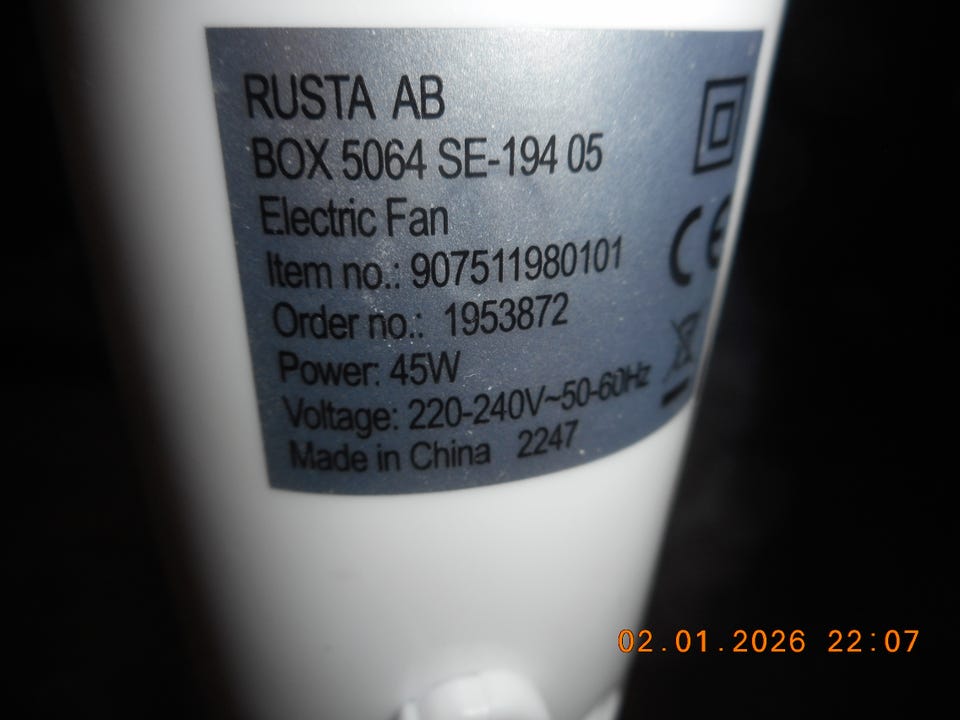 RUSTA AB
BOX 5064 SE-194 05
Electric Fan
Item no.: 907511980101
Order no.: 1953872
Power: 45W
Voltage: 220-240V~50-60Hz
Made in China 2247
CE
02.01.2026 22:07